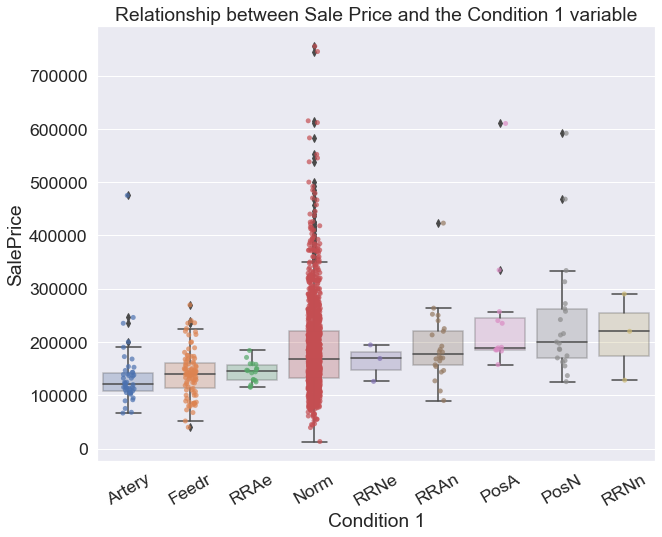 Relationship between Sale Price and the Condition 1 variable
SalePrice
700000
600000
500000
400000
300000
200000
100000
0
Artery Feedr RRAe Norm RRNe RRAn PosA PosN RRNn
Condition 1